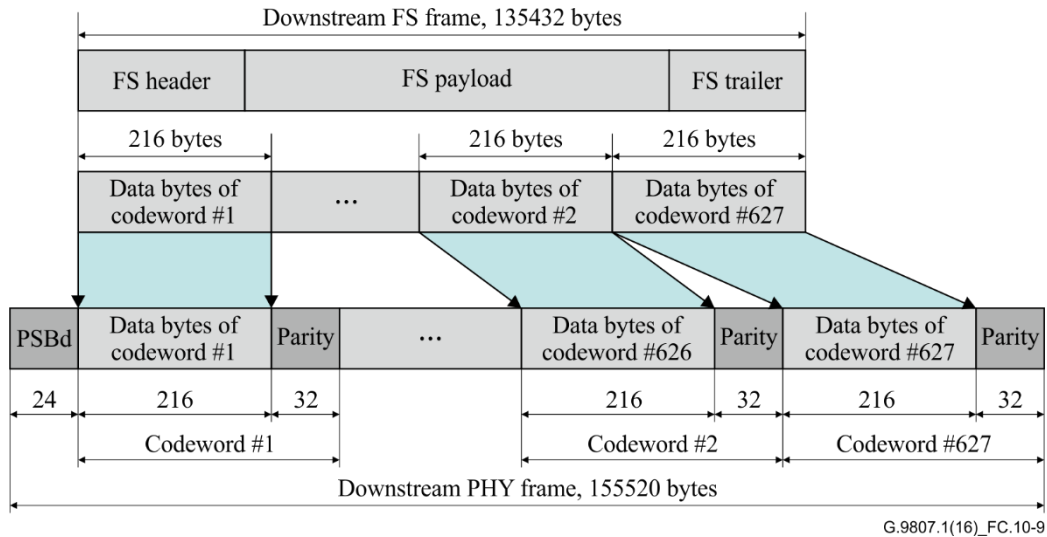 Downstream FS frame, 135432 bytes
FS header FS payload FS trailer
216 bytes 216 bytes 216 bytes
Data bytes of codeword #1
...
Data bytes of codeword #2
Data bytes of codeword #627
PSBd
Data bytes of codeword #1
Parity
...
Data bytes of codeword #626
Parity
Data bytes of codeword #627
Parity
24 216 32 216 32 216 32
Codeword #1 Codeword #2 Codeword #627
Downstream PHY frame, 155520 bytes
G.9807.1(16)_FC.10-9